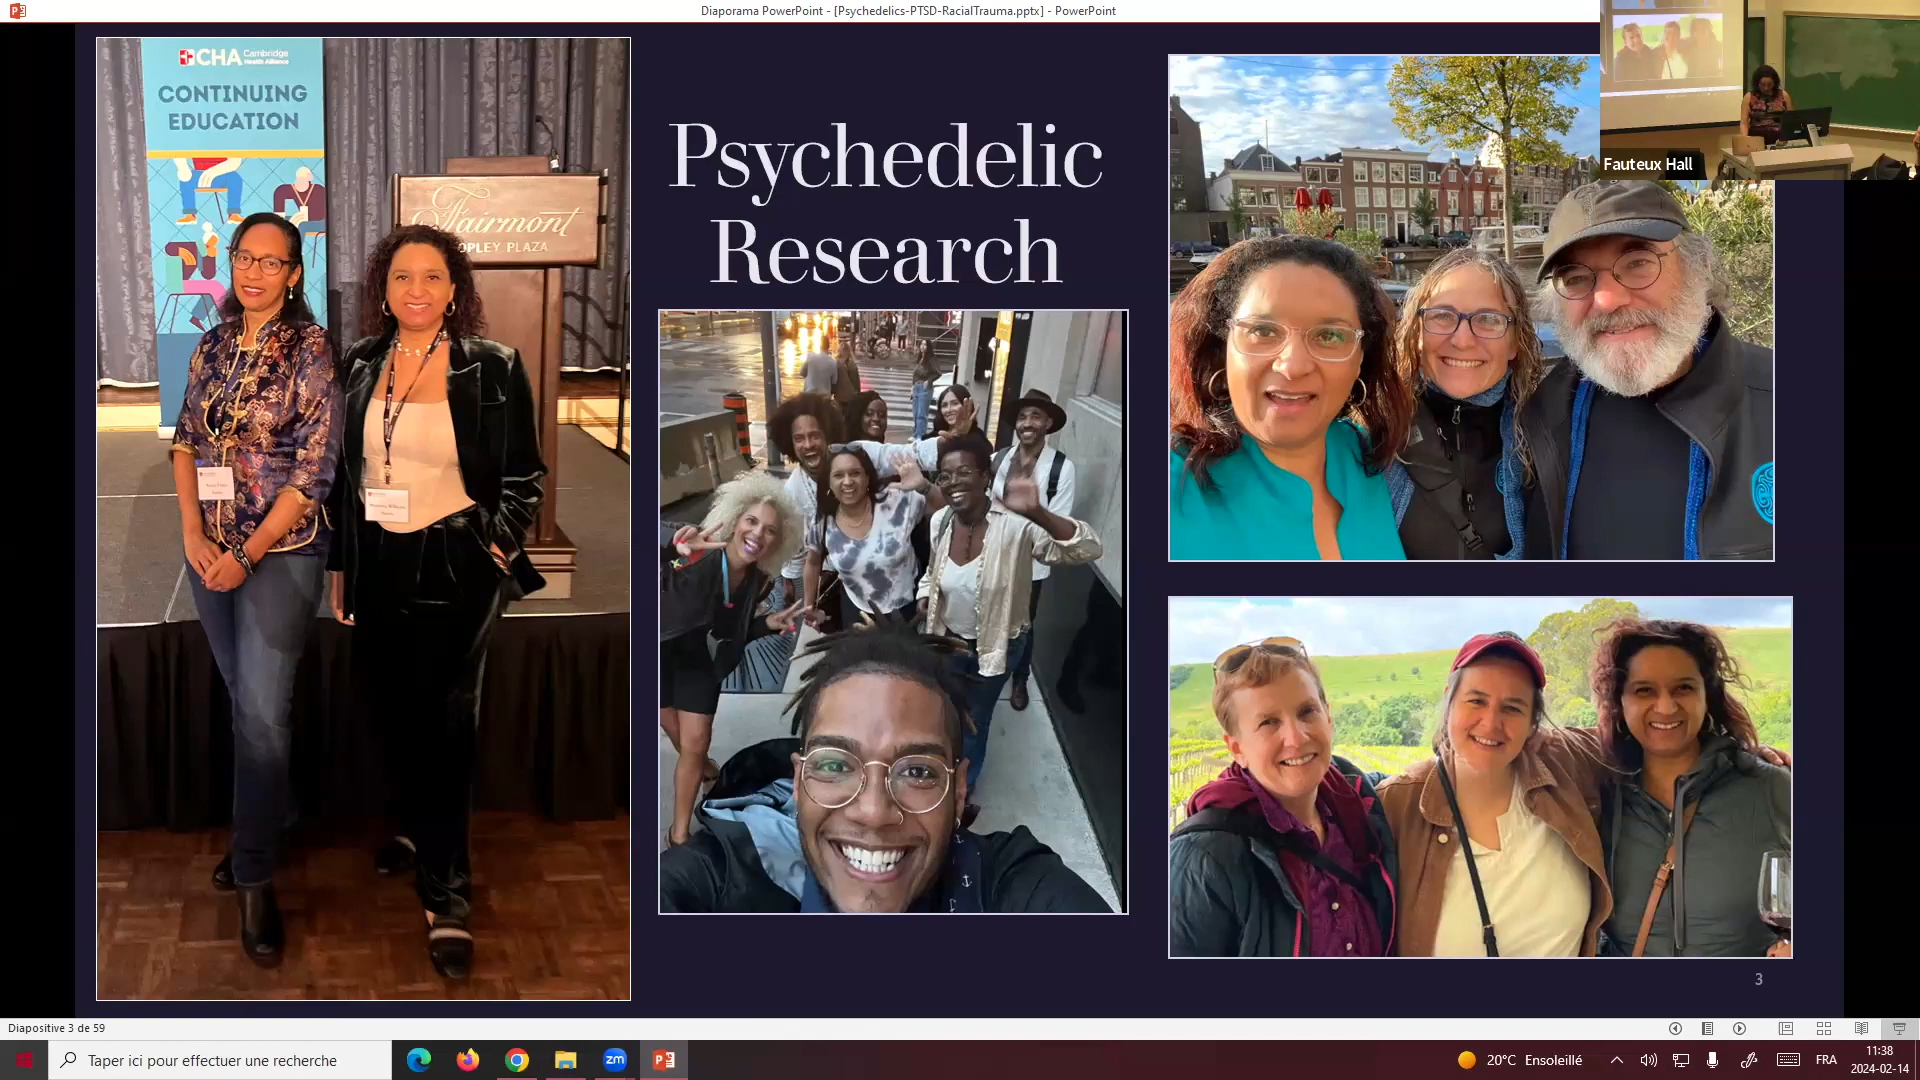 Diaporama PowerPoint - [Psychedelics-PTSD-RacialTrauma.pptx] - PowerPoint
CHA Cambridge
Health Alliance
CONTINUING
EDUCATION
Fairmont
COPLEY PLAZA
Psychedelic
Research
Fauteux Hall
3
Diapositive 3 de 59
Taper ici pour effectuer une recherche
zm
20°C Ensoleillé
FRA
11:38
2024-02-14